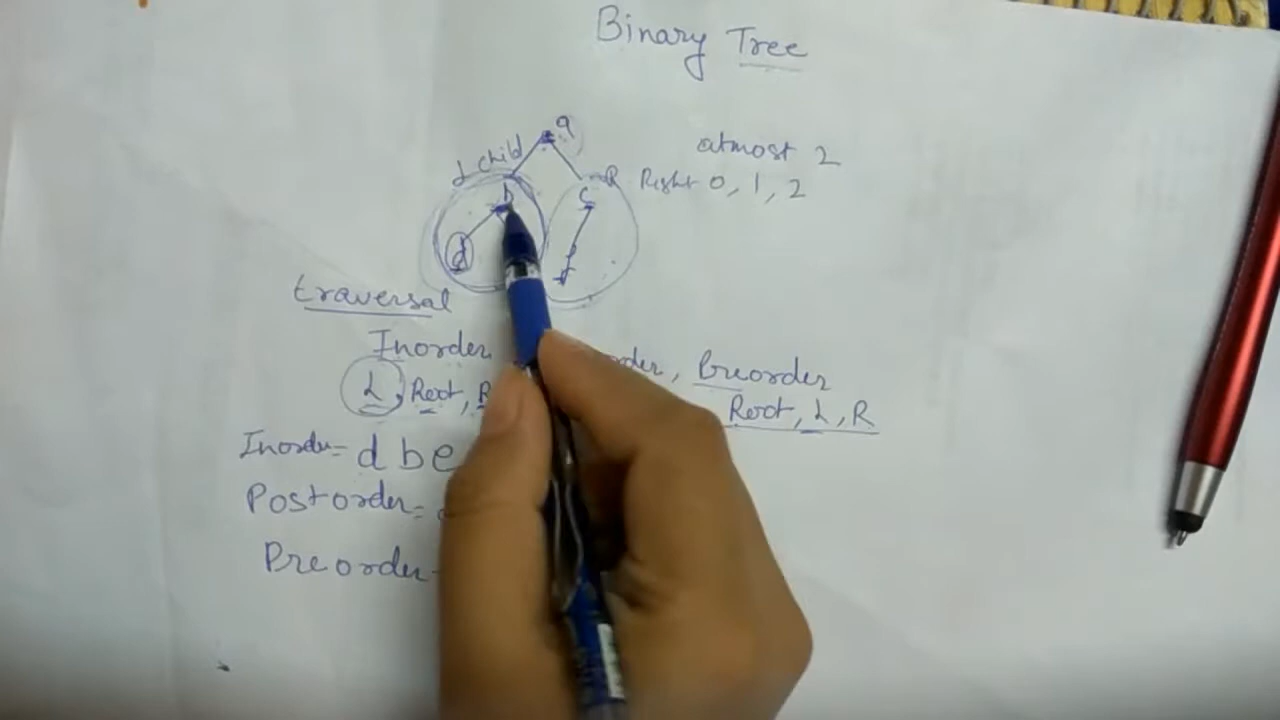 Binary Tree
a
L child
atmost 2
b
c
R
Right 0, 1, 2
d
f
traversal
Inorder
Preorder
L, Root, R
Root, L, R
Inorder= d b e
Postorder=
Preorder-